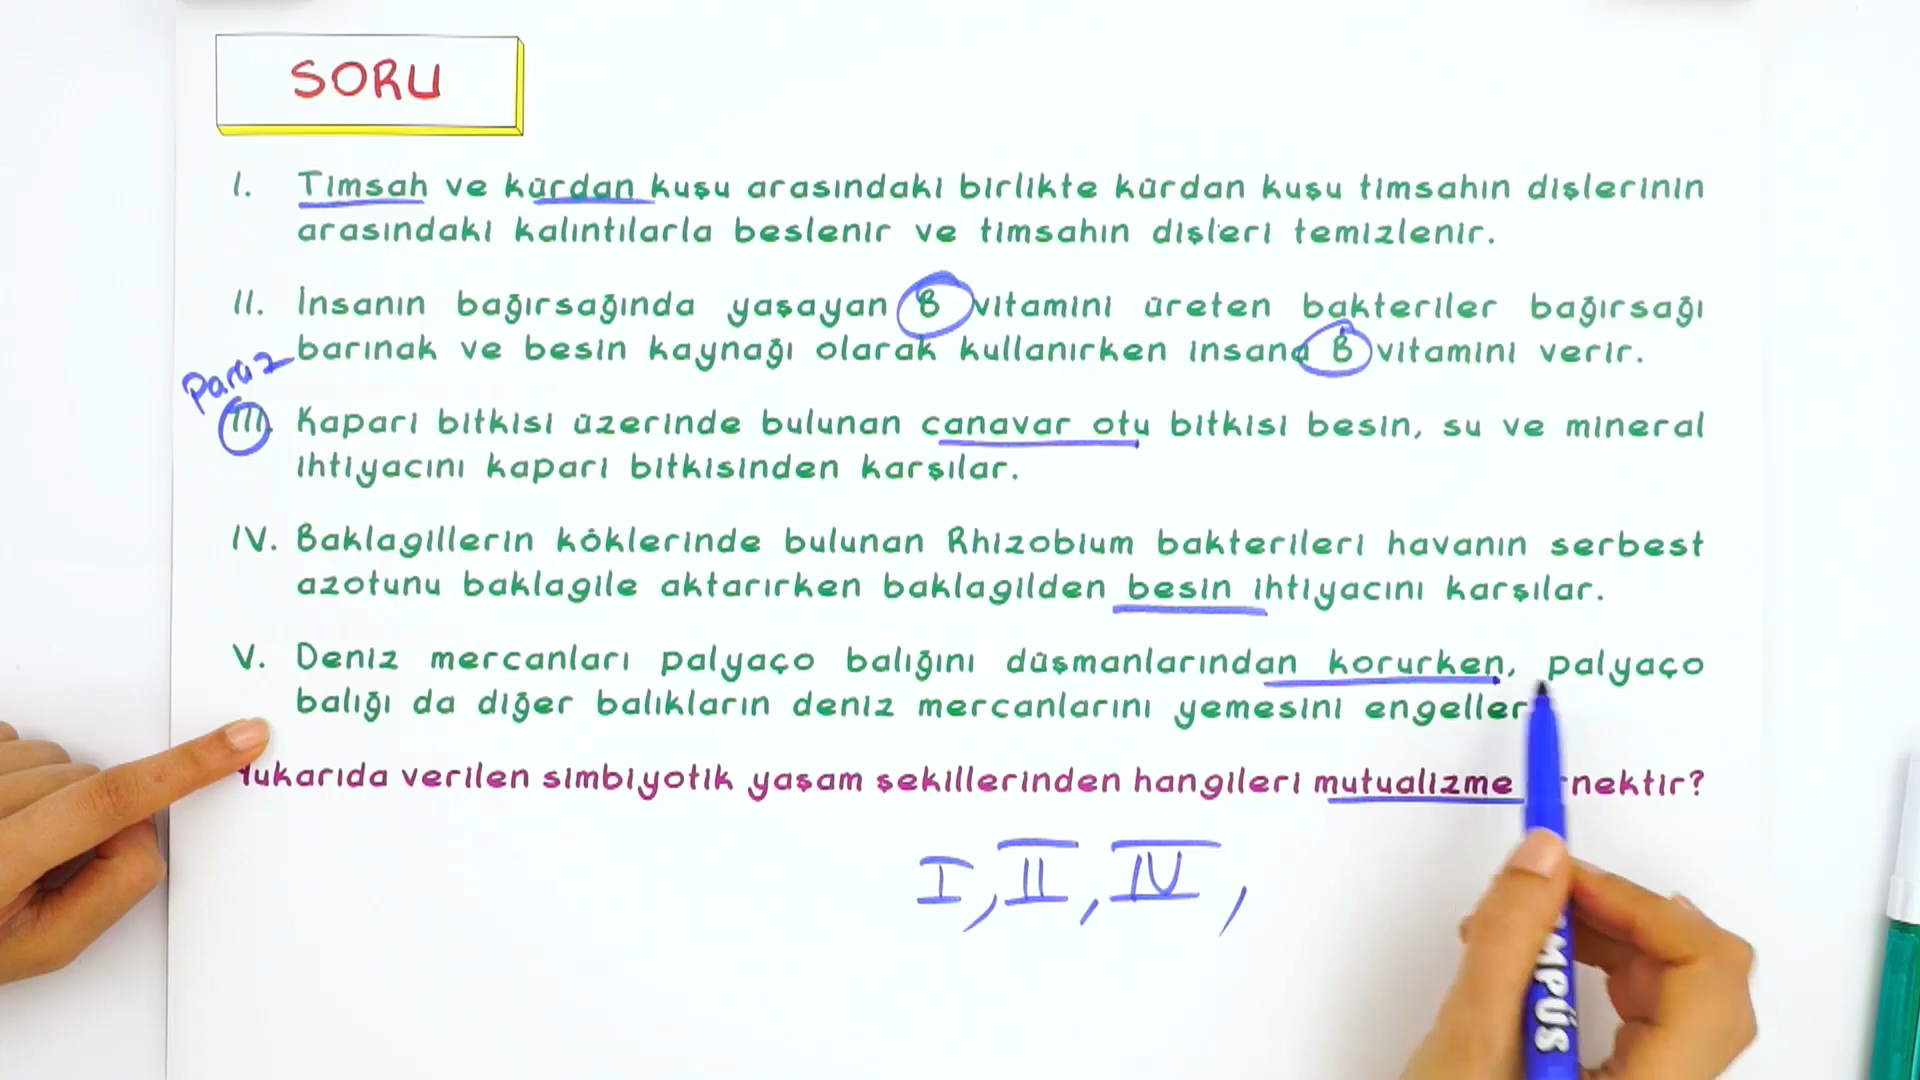 SORU
I. Timsah ve kürdan kuşu arasındaki birlikte kürdan kuşu timsahın dişlerinin
arasındaki kalıntılarla beslenir ve timsahın dişleri temizlenir.
II. İnsanın bağırsağında yaşayan B vitamini üreten bakteriler bağırsağı
barınak ve besin kaynağı olarak kullanırken insana B vitamini verir.
Paraz
III. Kapari bitkisi üzerinde bulunan canavar otu bitkisi besin, su ve mineral
ihtiyacını kapari bitkisinden karşılar.
IV. Baklagillerin köklerinde bulunan Rhizobium bakterileri havanın serbest
azotunu baklagile aktarırken baklagilden besin ihtiyacını karşılar.
V. Deniz mercanları palyaço balığını düşmanlarından korurken, palyaço
balığı da diğer balıkların deniz mercanlarını yemesini engeller
Yukarıda verilen simbiyotik yaşam şekillerinden hangileri mutualizme nektir?
I, II, IV,
MPÜS